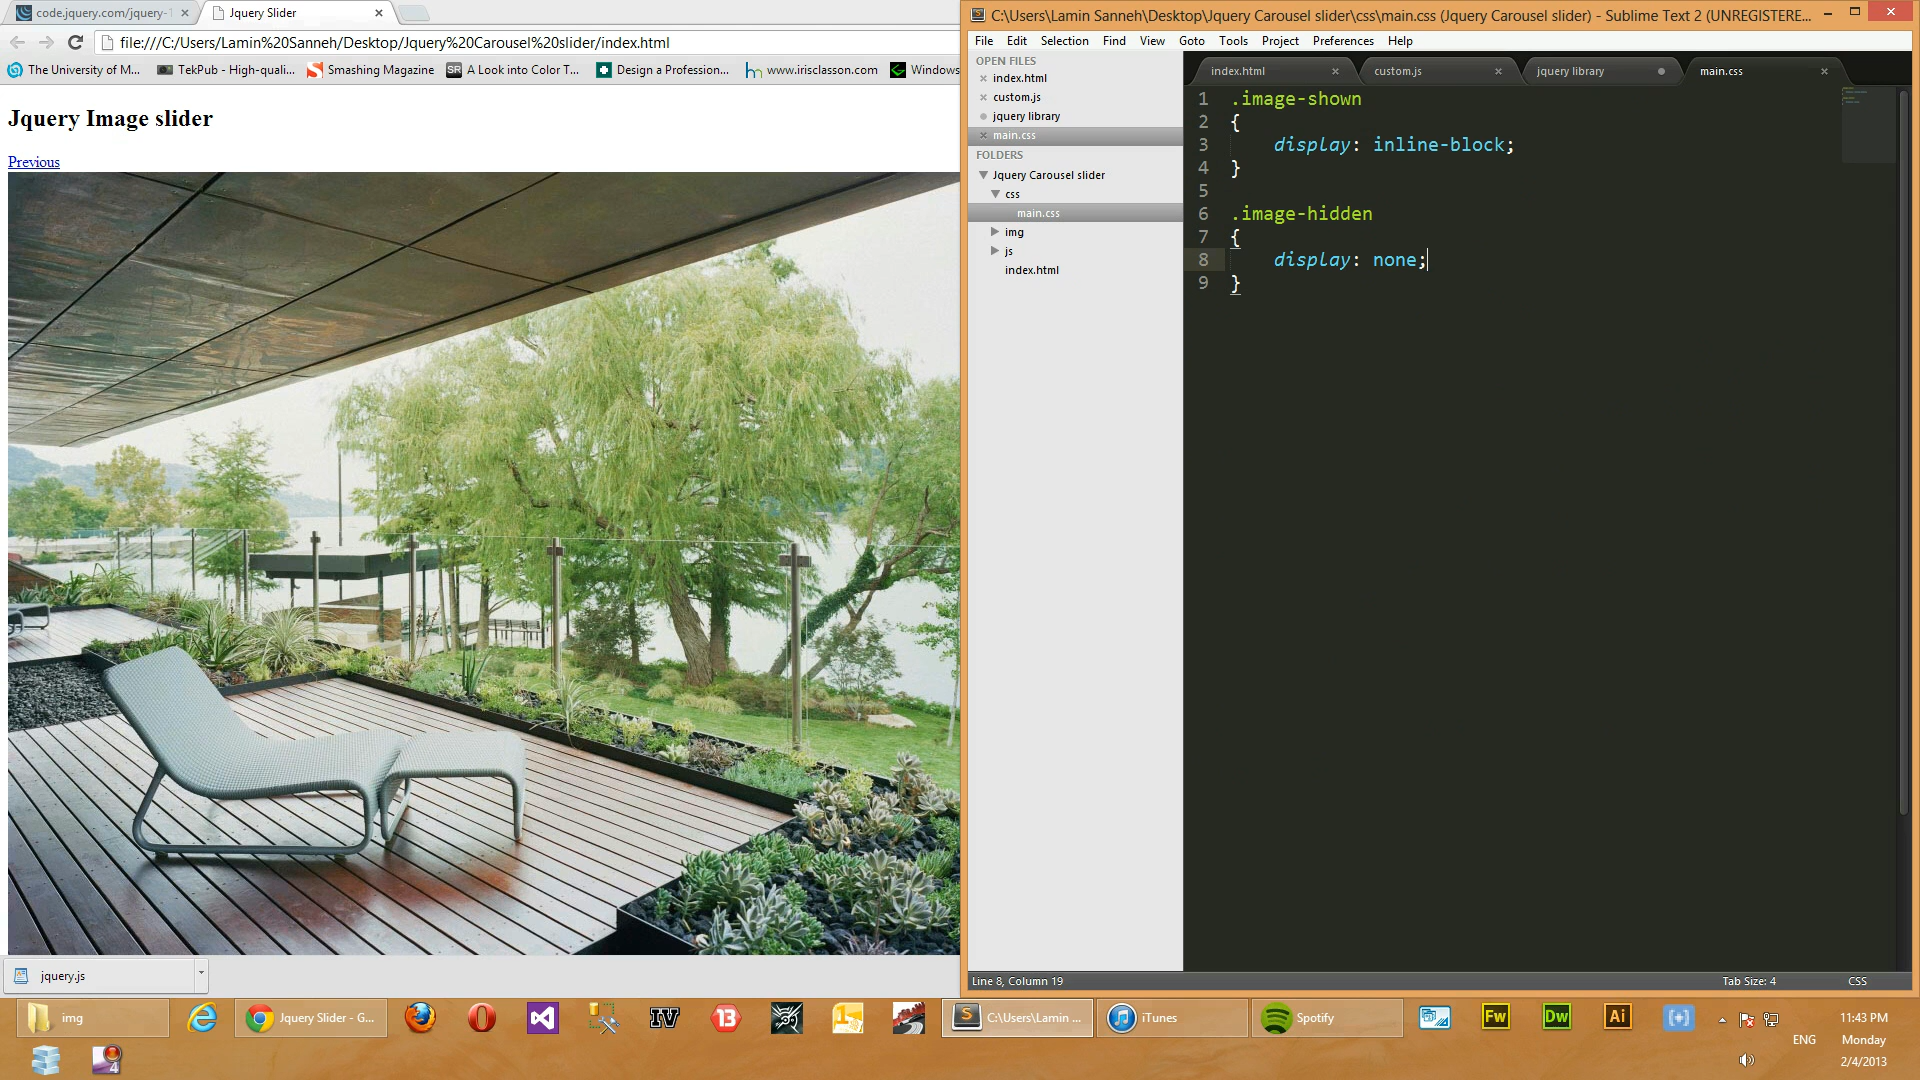 code.jquery.com/jquery-1
Jquery Slider
file:///C:/Users/Lamin%20Sanneh/Desktop/Jquery%20Carousel%20slider/index.html
The University of M...
TekPub - High-quali...
Smashing Magazine
SR
A Look into Color T...
Design a Profession...
www.irisclasson.com
Windows
Jquery Image slider
Previous
jquery.js
C:\Users\Lamin Sanneh\Desktop\Jquery Carousel slider\css\main.css (Jquery Carousel slider) - Sublime Text 2 (UNREGISTERE...
File Edit Selection Find View Goto Tools Project Preferences Help
OPEN FILES
index.html
custom.js
jquery library
main.css
FOLDERS
Jquery Carousel slider
css
main.css
img
js
index.html
index.html
custom.js
jquery library
main.css
1 .image-shown
2 {
3 display: inline-block;
4 }
5
6 .image-hidden
7 {
8 display: none;
9 }
Line 8, Column 19
Tab Size: 4
CSS
img
Jquery Slider - G...
IV
13
C:\Users\Lamin ...
iTunes
Spotify
Fw
Dw
Ai
ENG
11:43 PM
Monday
2/4/2013
4